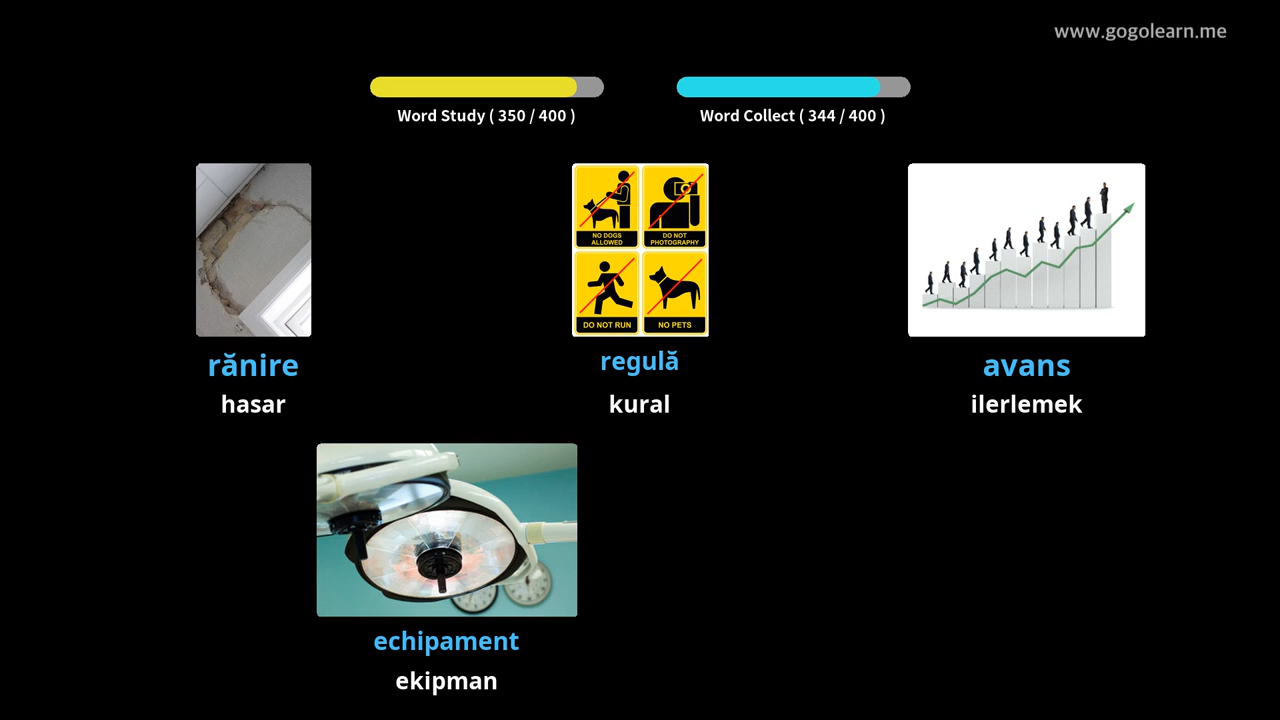 www.gogolearn.me
Word Study ( 350 / 400 )
Word Collect ( 344 / 400 )
NO DOGS
ALLOWED
DO NOT
PHOTOGRAPHY
DO NOT RUN
NO PETS
rănire
regulă
avans
hasar
kural
ilerlemek
echipament
ekipman